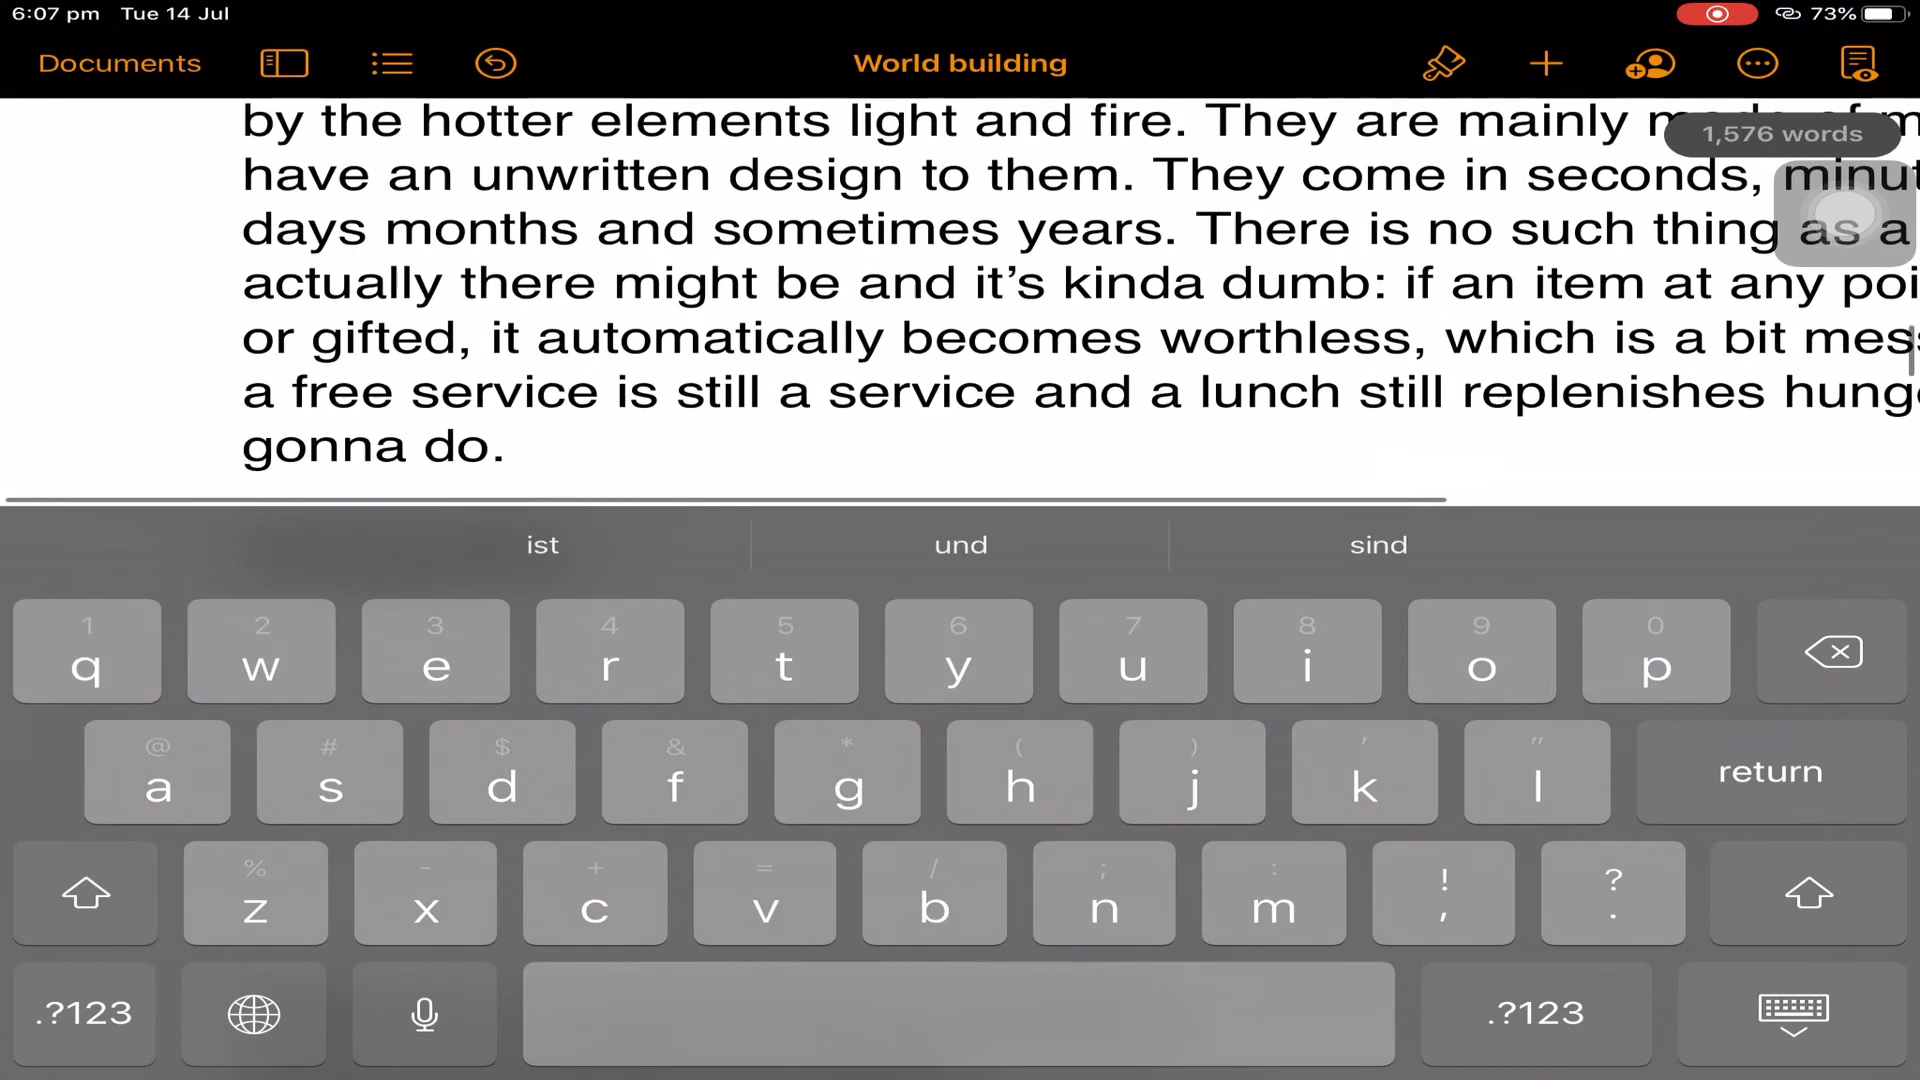 6:07 pm Tue 14 Jul 73%
Documents World building
by the hotter elements light and fire. They are mainly
1,576 words
have an unwritten design to them. They come in seconds, minut
days months and sometimes years. There is no such thing as a
actually there might be and it’s kinda dumb: if an item at any poi
or gifted, it automatically becomes worthless, which is a bit mess
a free service is still a service and a lunch still replenishes hung
gonna do.
ist und sind
1 2 3 4 5 6 7 8 9 0
q w e r t y u i o p
@ # $ & * ( ) ' "
a s d f g h j k l return
% - + = / ; : ! ?
z x c v b n m , .
.?123 .?123